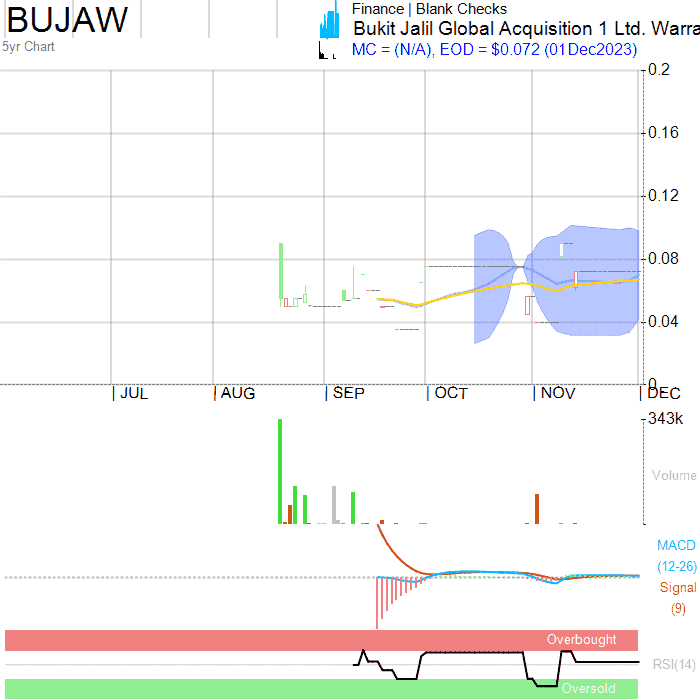 BUJAW
5yr Chart
Finance | Blank Checks
Bukit Jalil Global Acquisition 1 Ltd. Warra
MC = (N/A), EOD = $0.072 (01Dec2023)
0.2
0.16
0.12
0.08
0.04
0
JUL AUG SEP OCT NOV DEC
343k
Volume
MACD
(12-26)
Signal
(9)
Overbought
RSI(14)
Oversold